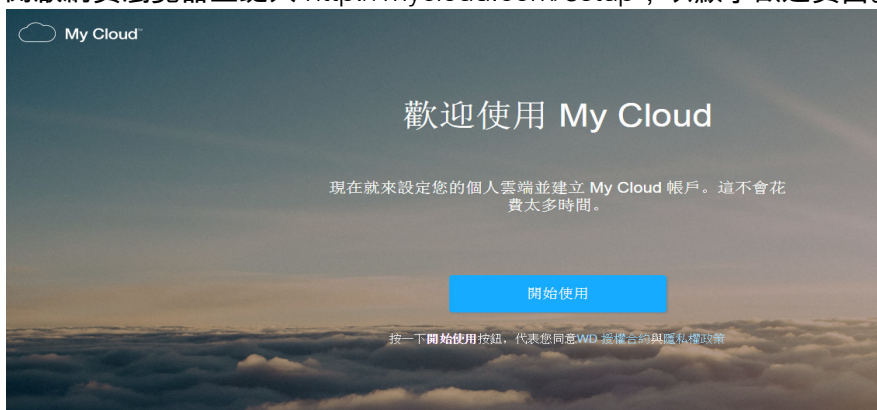 My Cloud™
歡迎使用 My Cloud
現在就來設定您的個人雲端並建立 My Cloud 帳戶。這不會花
費太多時間。
開始使用
按一下開始使用按鈕，代表您同意WD 授權合約與隱私權政策